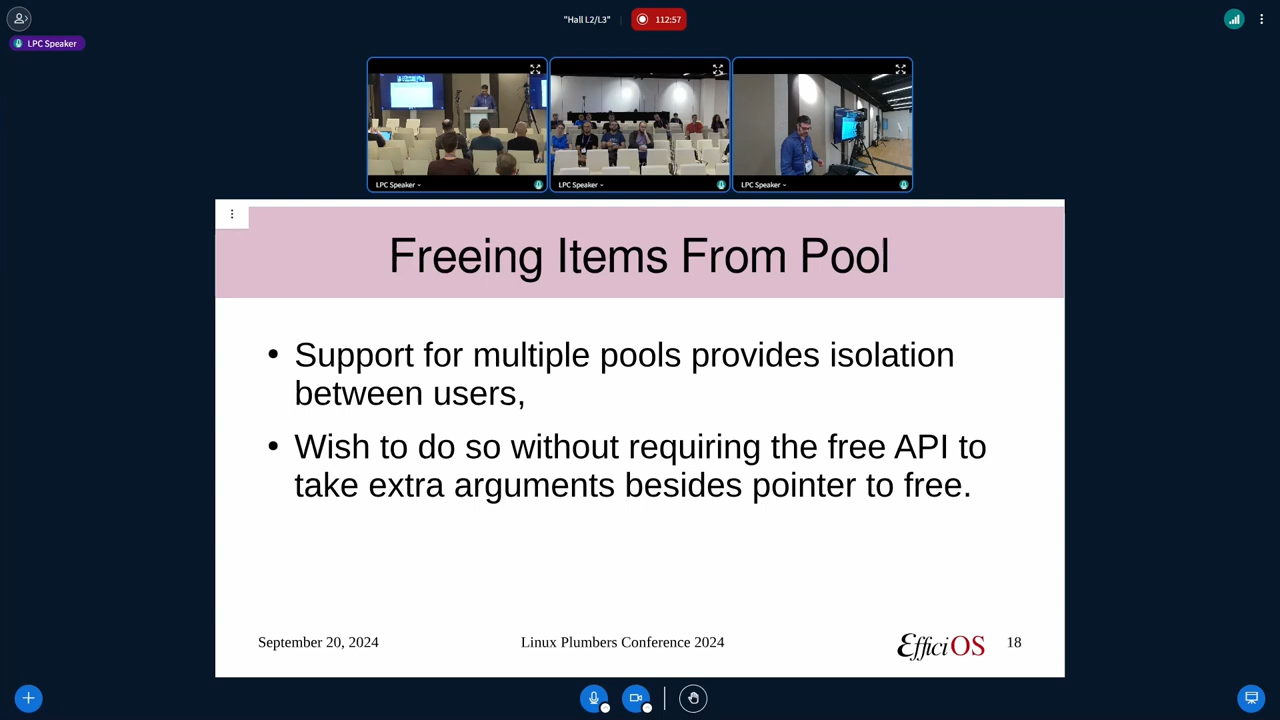 "Hall L2/L3"
112:57
LPC Speaker
LPC Speaker
LPC Speaker
LPC Speaker
Freeing Items From Pool
• Support for multiple pools provides isolation
between users,
• Wish to do so without requiring the free API to
take extra arguments besides pointer to free.
September 20, 2024
Linux Plumbers Conference 2024
EfficiOS
18